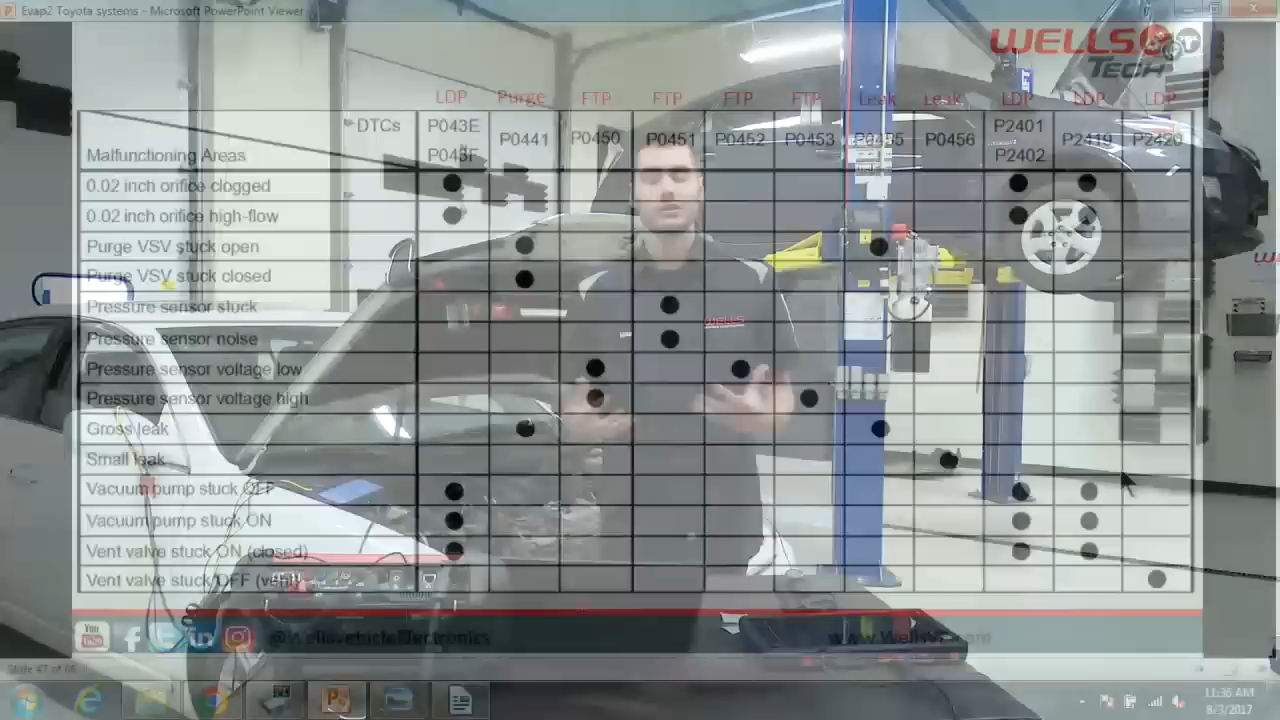 Evap2 Toyota systems - Microsoft PowerPoint Viewer
WELLS
TECH
LDP Purge FTP FTP FTP FTP Leak Leak LDP LDP LDP
DTCs P043E P043F P0441 P0450 P0451 P0452 P0453 P0455 P0456 P2401 P2402 P2419 P2420
Malfunctioning Areas
0.02 inch orifice clogged
0.02 inch orifice high-flow
Purge VSV stuck open
Purge VSV stuck closed
Pressure sensor stuck
Pressure sensor noise
Pressure sensor voltage low
Pressure sensor voltage high
Gross leak
Small leak
Vacuum pump stuck OFF
Vacuum pump stuck ON
Vent valve stuck ON (closed)
Vent valve stuck OFF (vent)
WELLS
You
@WellsVehicleElectronics
11:36 AM
8/3/2017